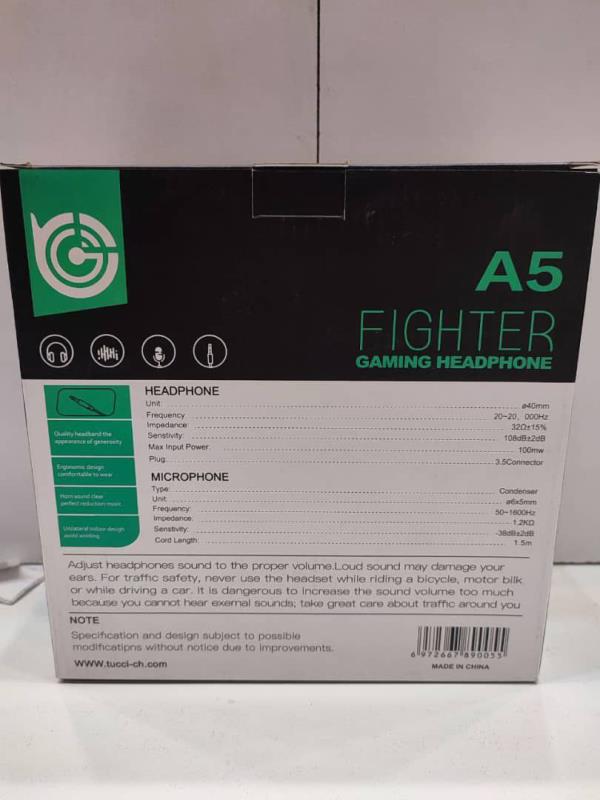 A5
FIGHTER
GAMING HEADPHONE
Quality headband the
appearance of generosity
Ergonomic design
comfortable to wear
Horn sound clear
perfect reduction music
Unilateral indoor design
avoid winding
HEADPHONE
Unit: ø40mm
Frequency 20~20, 000Hz
Impedance: 32Ω±15%
Senstivity: 108dB±2dB
Max Input Power: 100mw
Plug: 3.5Connector
MICROPHONE
Type: Condenser
Unit: ø6x5mm
Frequency: 50~1600Hz
Impedance: 1.2KΩ
Senstivity: -38dB±2dB
Cord Length: 1.5m
Adjust headphones sound to the proper volume.Loud sound may damage your
ears. For traffic safety, never use the headset while riding a bicycle, motor bilk
or while driving a car. It is dangerous to increase the sound volume too much
because you cannot hear exemal sounds; take great care about traffic around you
NOTE
Specification and design subject to possible
modificatipns without notice due to improvements.
www.tucci-ch.com
6 972667 890055
MADE IN CHINA